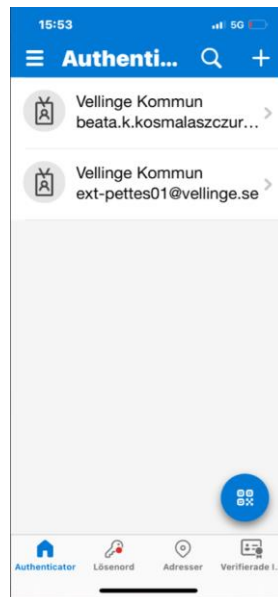 15:53
5G
Authenti...
Vellinge Kommun
beata.k.kosmalaszczur...
Vellinge Kommun
ext-pettes01@vellinge.se
Authenticator
Lösenord
Adresser
Verifierade I.